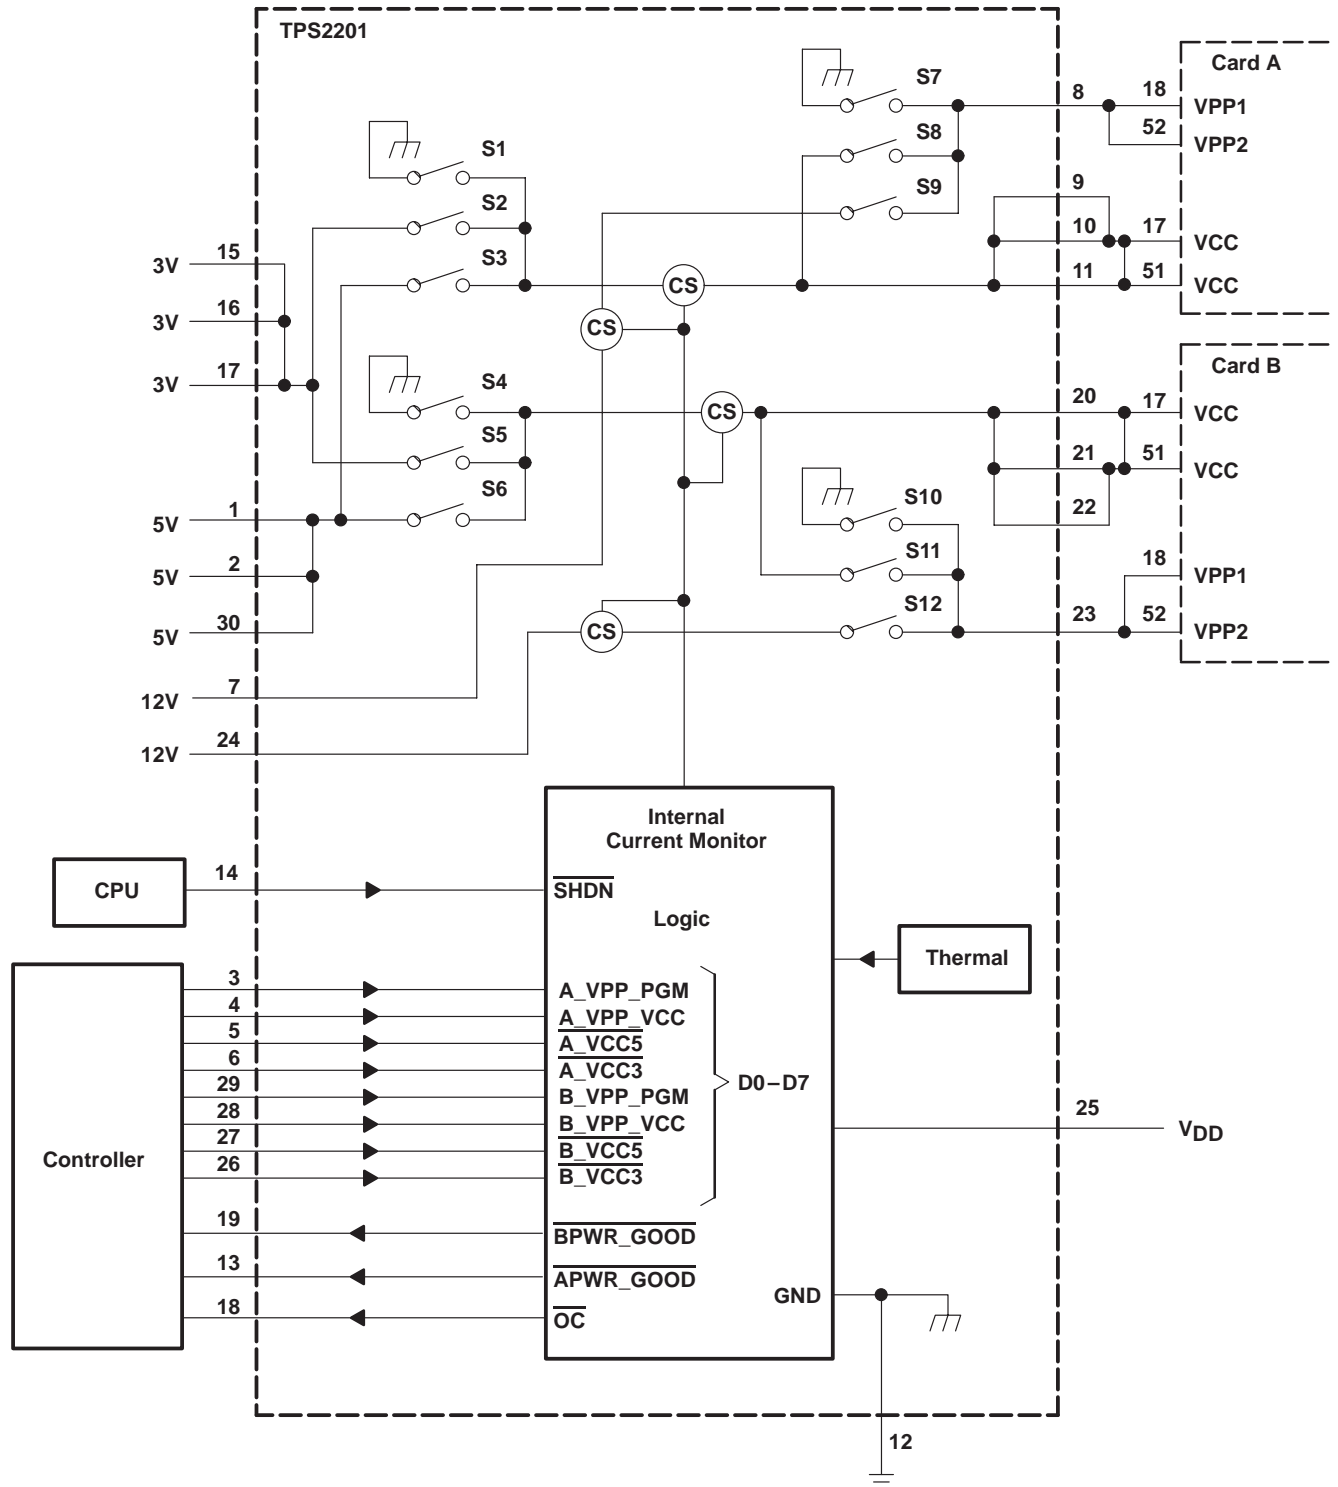 TPS2201
Card A
S7
8
18
VPP1
52
VPP2
S8
S1
S9
9
S2
10
17
VCC
3V
15
S3
CS
11
51
VCC
3V
16
CS
3V
17
S4
Card B
CS
20
17
VCC
S5
21
51
VCC
S6
S10
22
5V
1
S11
18
VPP1
5V
2
S12
23
52
VPP2
5V
30
CS
12V
7
12V
24
Internal
Current Monitor
CPU
14
SHDN
Logic
Thermal
Controller
3
A_VPP_PGM
4
A_VPP_VCC
5
A_VCC5
6
A_VCC3
29
B_VPP_PGM
D0–D7
28
B_VPP_VCC
27
B_VCC5
26
B_VCC3
25
VDD
19
BPWR_GOOD
13
APWR_GOOD
18
OC
GND
12